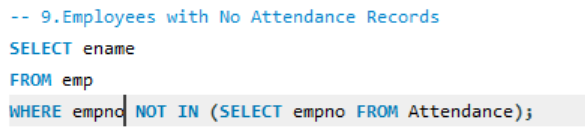 -- 9.Employees with No Attendance Records
SELECT ename
FROM emp
WHERE empno NOT IN (SELECT empno FROM Attendance);